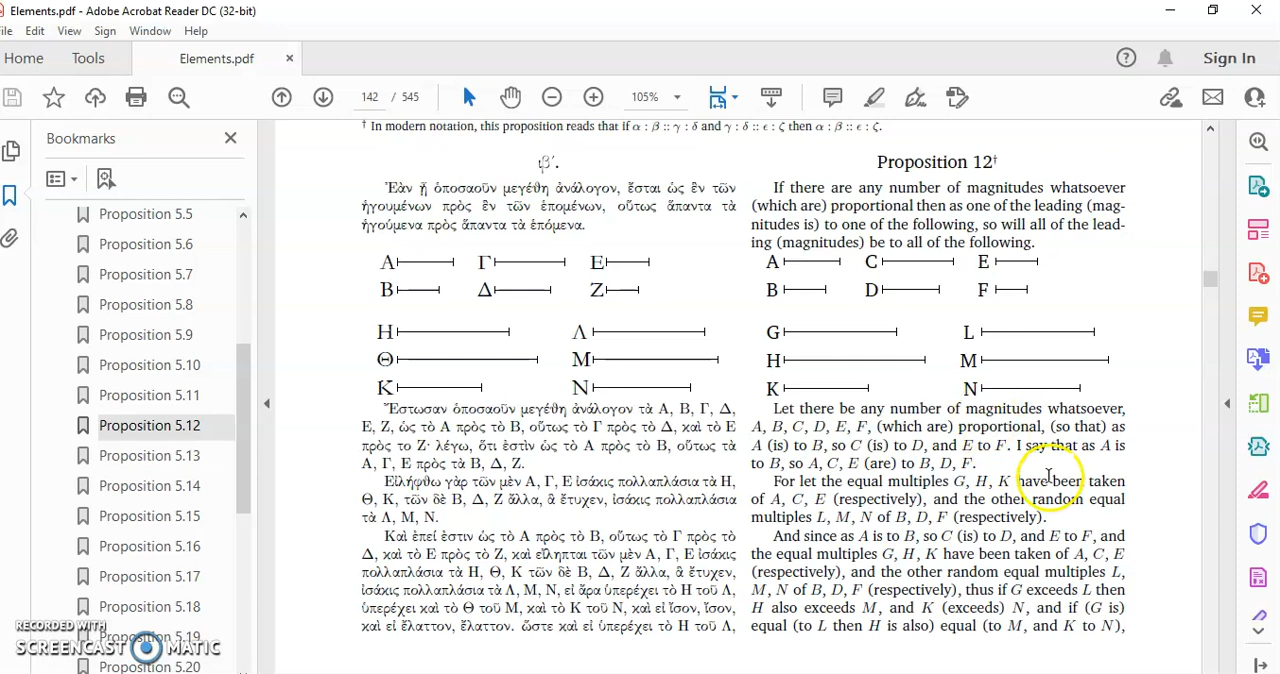 Elements.pdf - Adobe Acrobat Reader DC (32-bit)
File Edit View Sign Window Help
Home Tools Elements.pdf × Sign In
142 / 545 105%
Bookmarks
Proposition 5.5
Proposition 5.6
Proposition 5.7
Proposition 5.8
Proposition 5.9
Proposition 5.10
Proposition 5.11
Proposition 5.12
Proposition 5.13
Proposition 5.14
Proposition 5.15
Proposition 5.16
Proposition 5.17
Proposition 5.18
Proposition 5.19
Proposition 5.20
RECORDED WITH
SCREENCAST MATIC
† In modern notation, this proposition reads that if α : β :: γ : δ and γ : δ :: ε : ζ then α : β :: ε : ζ.
ιβ΄.
Ἐὰν ᾖ ὁποσαοῦν μεγέθη ἀνάλογον, ἔσται ὡς ἓν τῶν
ἡγουμένων πρὸς ἓν τῶν ἑπομένων, οὕτως ἅπαντα τὰ
ἡγούμενα πρὸς ἅπαντα τὰ ἑπόμενα.
Α Γ Ε
Β Δ Ζ
Η Λ
Θ Μ
Κ Ν
Ἔστωσαν ὁποσαοῦν μεγέθη ἀνάλογον τὰ Α, Β, Γ, Δ,
Ε, Ζ, ὡς τὸ Α πρὸς τὸ Β, οὕτως τὸ Γ πρὸς τὸ Δ, καὶ τὸ Ε
πρὸς τὸ Ζ· λέγω, ὅτι ἐστὶν ὡς τὸ Α πρὸς τὸ Β, οὕτως τὰ
Α, Γ, Ε πρὸς τὰ Β, Δ, Ζ.
Εἰλήφθω γὰρ τῶν μὲν Α, Γ, Ε ἰσάκις πολλαπλάσια τὰ Η,
Θ, Κ, τῶν δὲ Β, Δ, Ζ ἄλλα, ἃ ἔτυχεν, ἰσάκις πολλαπλάσια
τὰ Λ, Μ, Ν.
Καὶ ἐπεί ἐστιν ὡς τὸ Α πρὸς τὸ Β, οὕτως τὸ Γ πρὸς τὸ
Δ, καὶ τὸ Ε πρὸς τὸ Ζ, καὶ εἴληπται τῶν μὲν Α, Γ, Ε ἰσάκις
πολλαπλάσια τὰ Η, Θ, Κ τῶν δὲ Β, Δ, Ζ ἄλλα, ἃ ἔτυχεν,
ἰσάκις πολλαπλάσια τὰ Λ, Μ, Ν, εἰ ἄρα ὑπερέχει τὸ Η τοῦ Λ,
ὑπερέχει καὶ τὸ Θ τοῦ Μ, καὶ τὸ Κ τοῦ Ν, καὶ εἰ ἴσον, ἴσον,
καὶ εἰ ἔλαττον, ἔλαττον. ὥστε καὶ εἰ ὑπερέχει τὸ Η τοῦ Λ,
Proposition 12†
If there are any number of magnitudes whatsoever
(which are) proportional then as one of the leading (mag-
nitudes is) to one of the following, so will all of the lead-
ing (magnitudes) be to all of the following.
A C E
B D F
G L
H M
K N
Let there be any number of magnitudes whatsoever,
A, B, C, D, E, F, (which are) proportional, (so that) as
A (is) to B, so C (is) to D, and E to F. I say that as A is
to B, so A, C, E (are) to B, D, F.
For let the equal multiples G, H, K have been taken
of A, C, E (respectively), and the other random equal
multiples L, M, N of B, D, F (respectively).
And since as A is to B, so C (is) to D, and E to F, and
the equal multiples G, H, K have been taken of A, C, E
(respectively), and the other random equal multiples L,
M, N of B, D, F (respectively), thus if G exceeds L then
H also exceeds M, and K (exceeds) N, and if (G is)
equal (to L then H is also) equal (to M, and K to N),